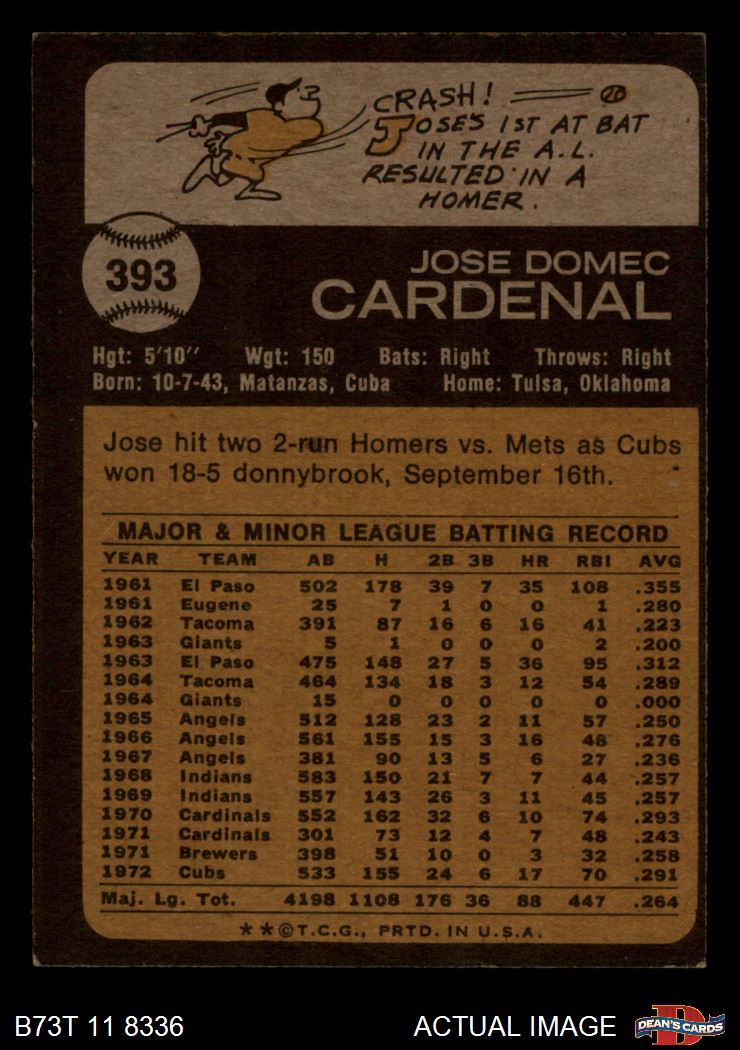 CRASH!
JOSE'S 1ST AT BAT
IN THE A.L.
RESULTED IN A
HOMER.
393
JOSE DOMEC
CARDENAL
Hgt: 5'10" Wgt: 150 Bats: Right Throws: Right
Born: 10-7-43, Matanzas, Cuba Home: Tulsa, Oklahoma
Jose hit two 2-run Homers vs. Mets as Cubs
won 18-5 donnybrook, September 16th.
MAJOR & MINOR LEAGUE BATTING RECORD
YEAR TEAM AB H 2B 3B HR RBI AVG
1961 El Paso 502 178 39 7 35 108 .355
1961 Eugene 25 7 1 0 0 1 .280
1962 Tacoma 391 87 16 6 16 41 .223
1963 Giants 5 1 0 0 0 2 .200
1963 El Paso 475 148 27 5 36 95 .312
1964 Tacoma 464 134 18 3 12 54 .289
1964 Giants 15 0 0 0 0 0 .000
1965 Angels 512 128 23 2 11 57 .250
1966 Angels 561 155 15 3 16 48 .276
1967 Angels 381 90 13 5 6 27 .236
1968 Indians 583 150 21 7 7 44 .257
1969 Indians 557 143 26 3 11 45 .257
1970 Cardinals 552 162 32 6 10 74 .293
1971 Cardinals 301 73 12 4 7 48 .243
1971 Brewers 398 51 10 0 3 32 .258
1972 Cubs 533 155 24 6 17 70 .291
Maj. Lg. Tot. 4198 1108 176 36 88 447 .264
**©T.C.G., PRTD. IN U.S.A.
B73T 11 8336 ACTUAL IMAGE
DEAN'S CARDS